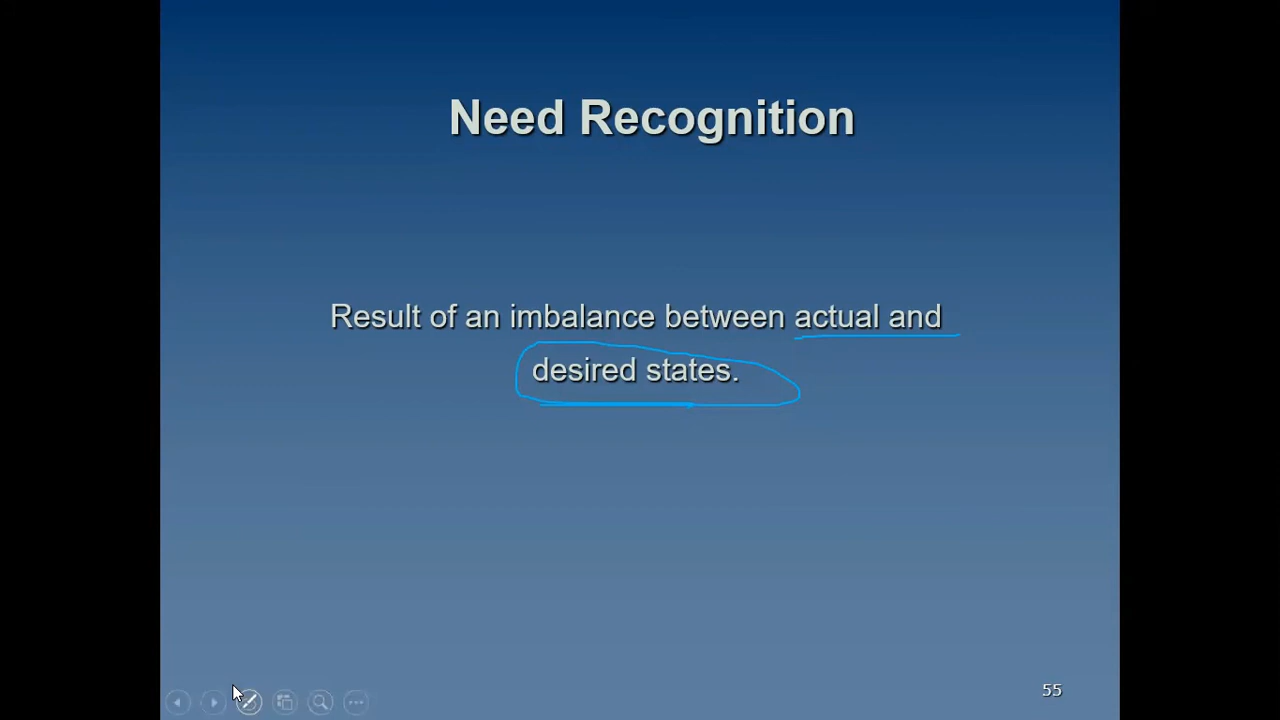 Need Recognition
Result of an imbalance between actual and
desired states.
55